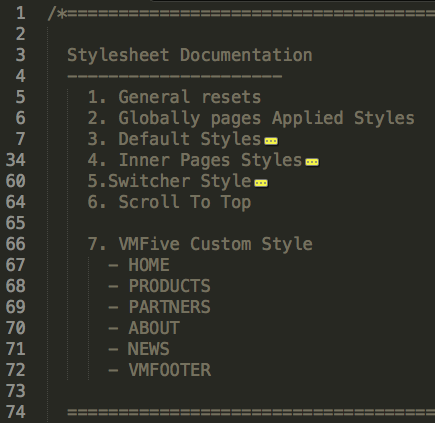 1 /*====================================
2
3 Stylesheet Documentation
4 ---------------------
5 1. General resets
6 2. Globally pages Applied Styles
7 3. Default Styles
34 4. Inner Pages Styles
60 5.Switcher Style
64 6. Scroll To Top
65
66 7. VMFive Custom Style
67 - HOME
68 - PRODUCTS
69 - PARTNERS
70 - ABOUT
71 - NEWS
72 - VMFOOTER
73
74 ====================================